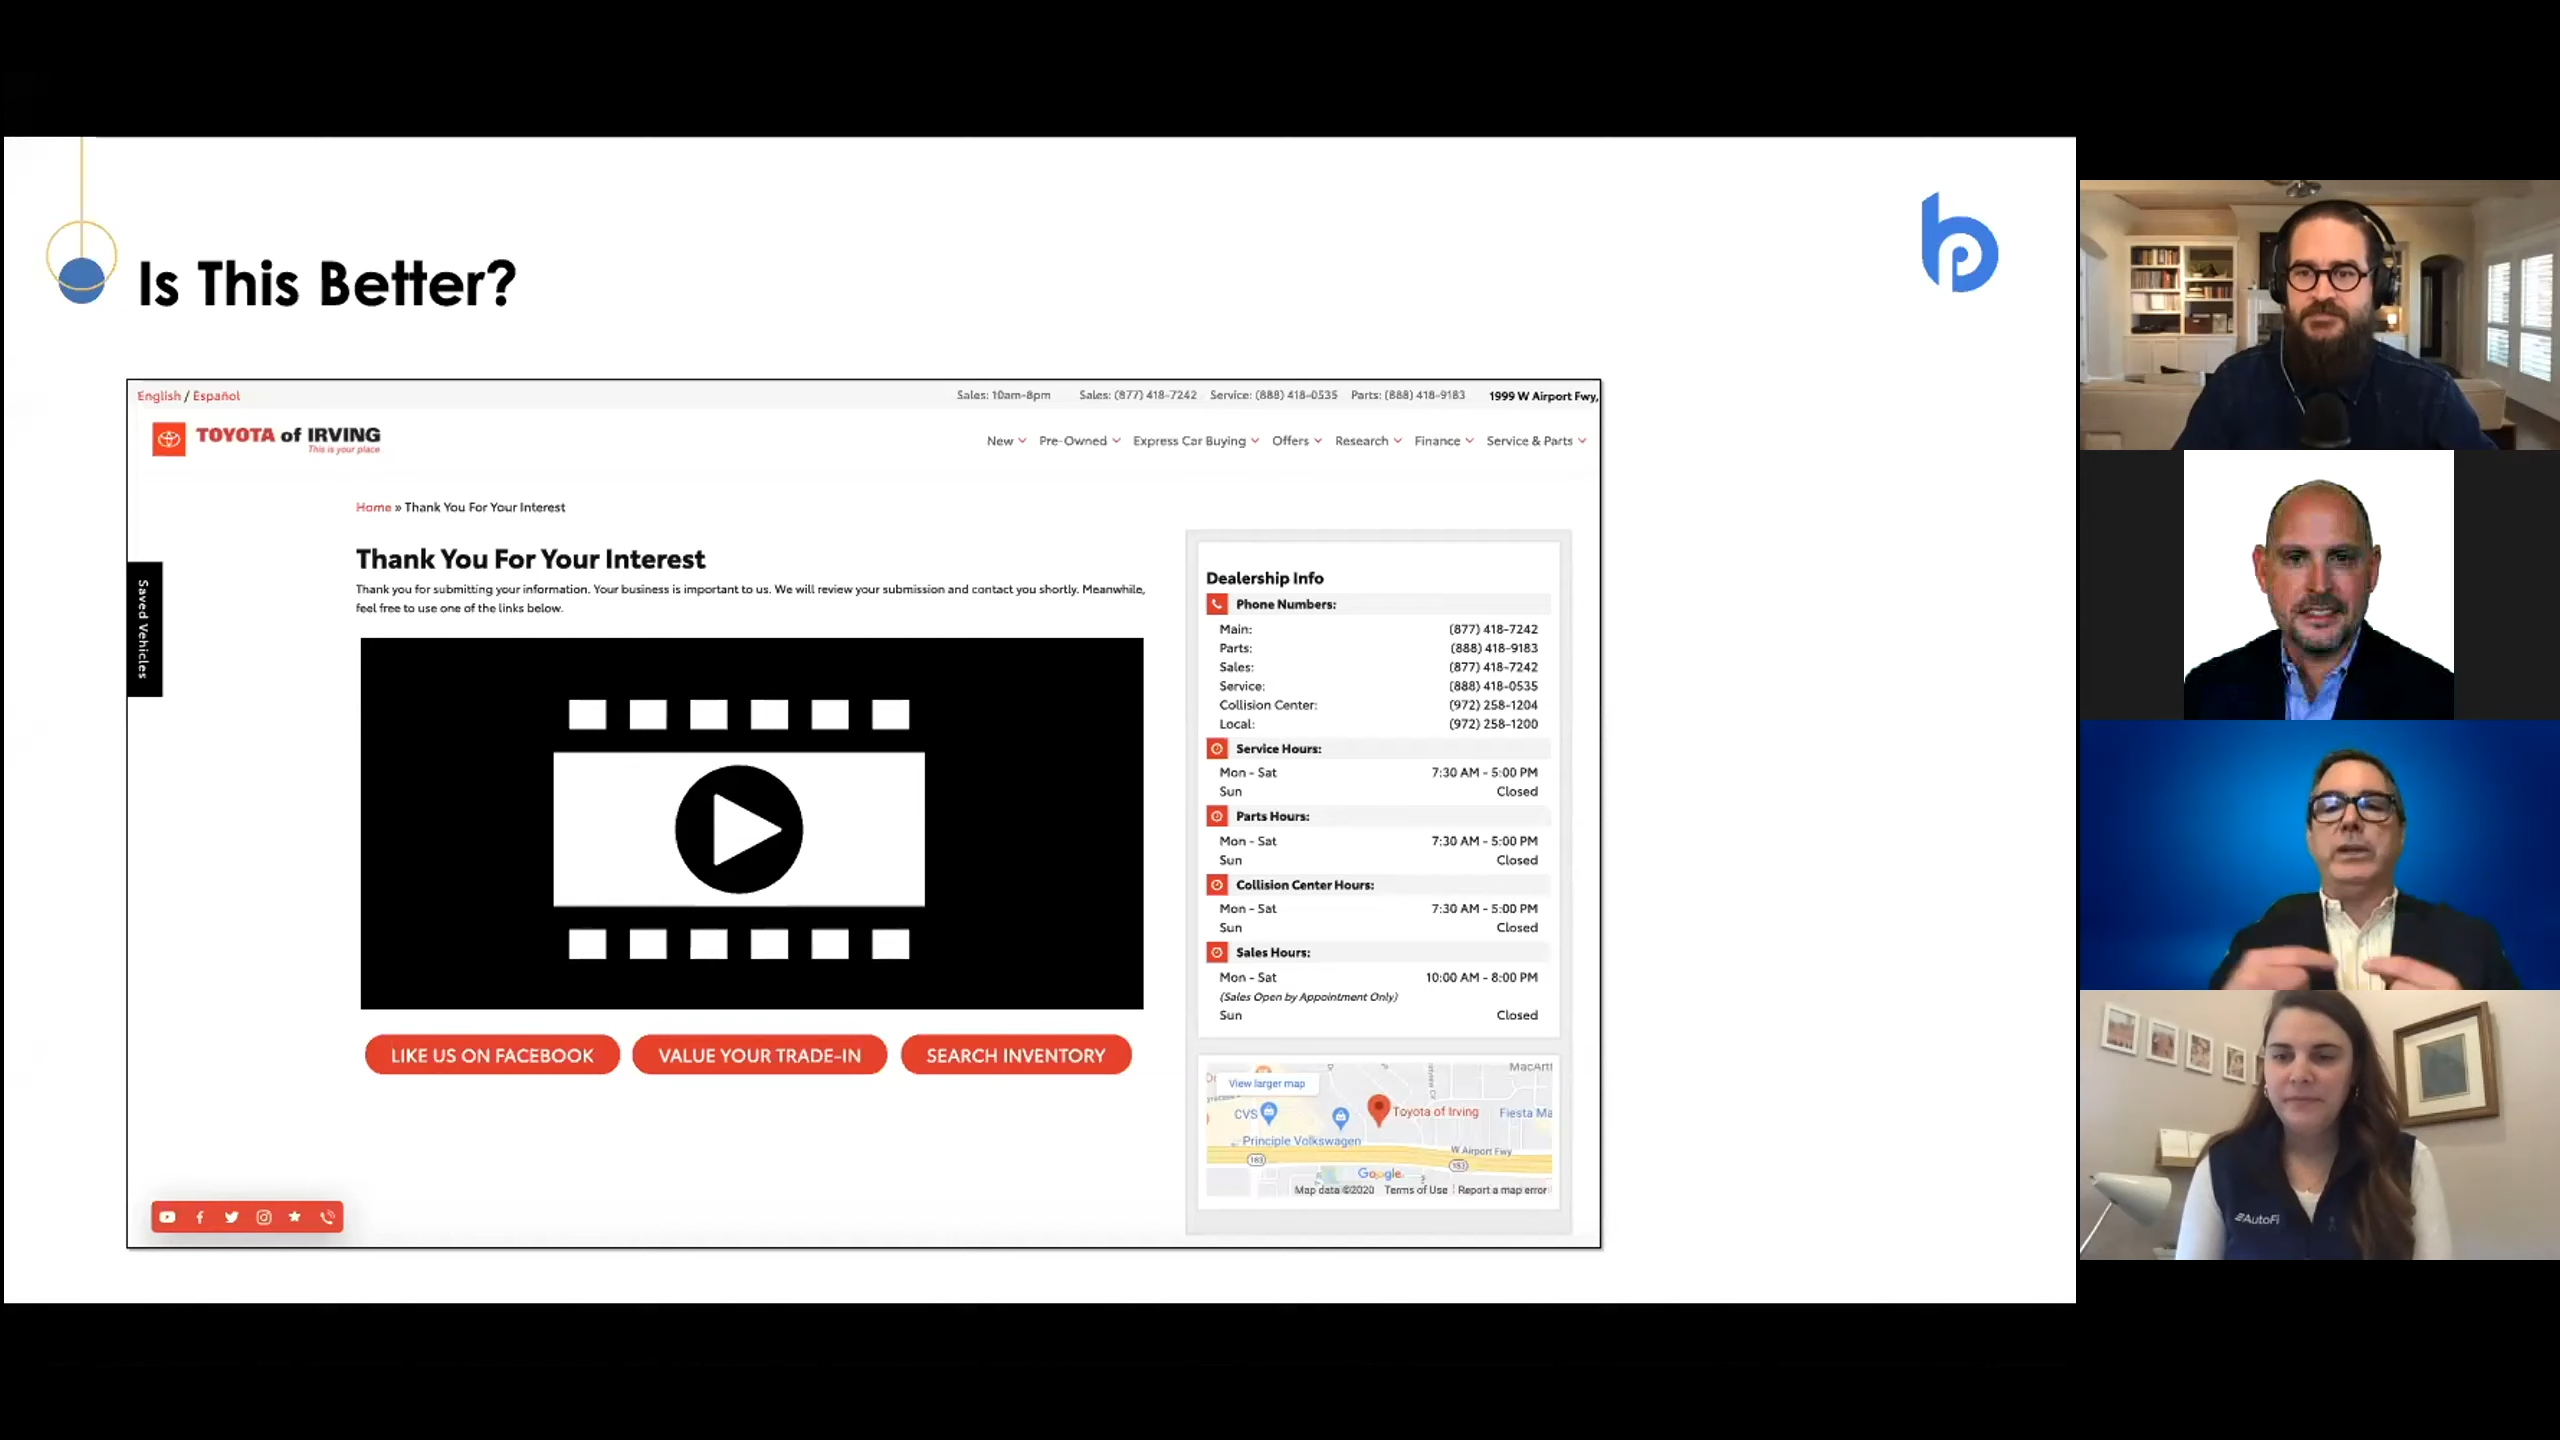 Is This Better?
English / Español
Sales: 10am-8pm Sales: (877) 418-7242 Service: (888) 418-0535 Parts: (888) 418-9183 1999 W Airport Fwy,
TOYOTA of IRVING
This is your place
New Pre-Owned Express Car Buying Offers Research Finance Service & Parts
Home » Thank You For Your Interest
Thank You For Your Interest
Thank you for submitting your information. Your business is important to us. We will review your submission and contact you shortly. Meanwhile,
feel free to use one of the links below.
Saved Vehicles
LIKE US ON FACEBOOK
VALUE YOUR TRADE-IN
SEARCH INVENTORY
Dealership Info
Phone Numbers:
Main: (877) 418-7242
Parts: (888) 418-9183
Sales: (877) 418-7242
Service: (888) 418-0535
Collision Center: (972) 258-1204
Local: (972) 258-1200
Service Hours:
Mon - Sat 7:30 AM - 5:00 PM
Sun Closed
Parts Hours:
Mon - Sat 7:30 AM - 5:00 PM
Sun Closed
Collision Center Hours:
Mon - Sat 7:30 AM - 5:00 PM
Sun Closed
Sales Hours:
Mon - Sat 10:00 AM - 8:00 PM
(Sales Open by Appointment Only)
Sun Closed
MacArt
View larger map
CVS
Toyota of Irving
Fiesta Ma
Principle Volkswagen
W Airport Fwy
183
183
Google
Map data ©2020 Terms of Use Report a map error
bp
AutoFi